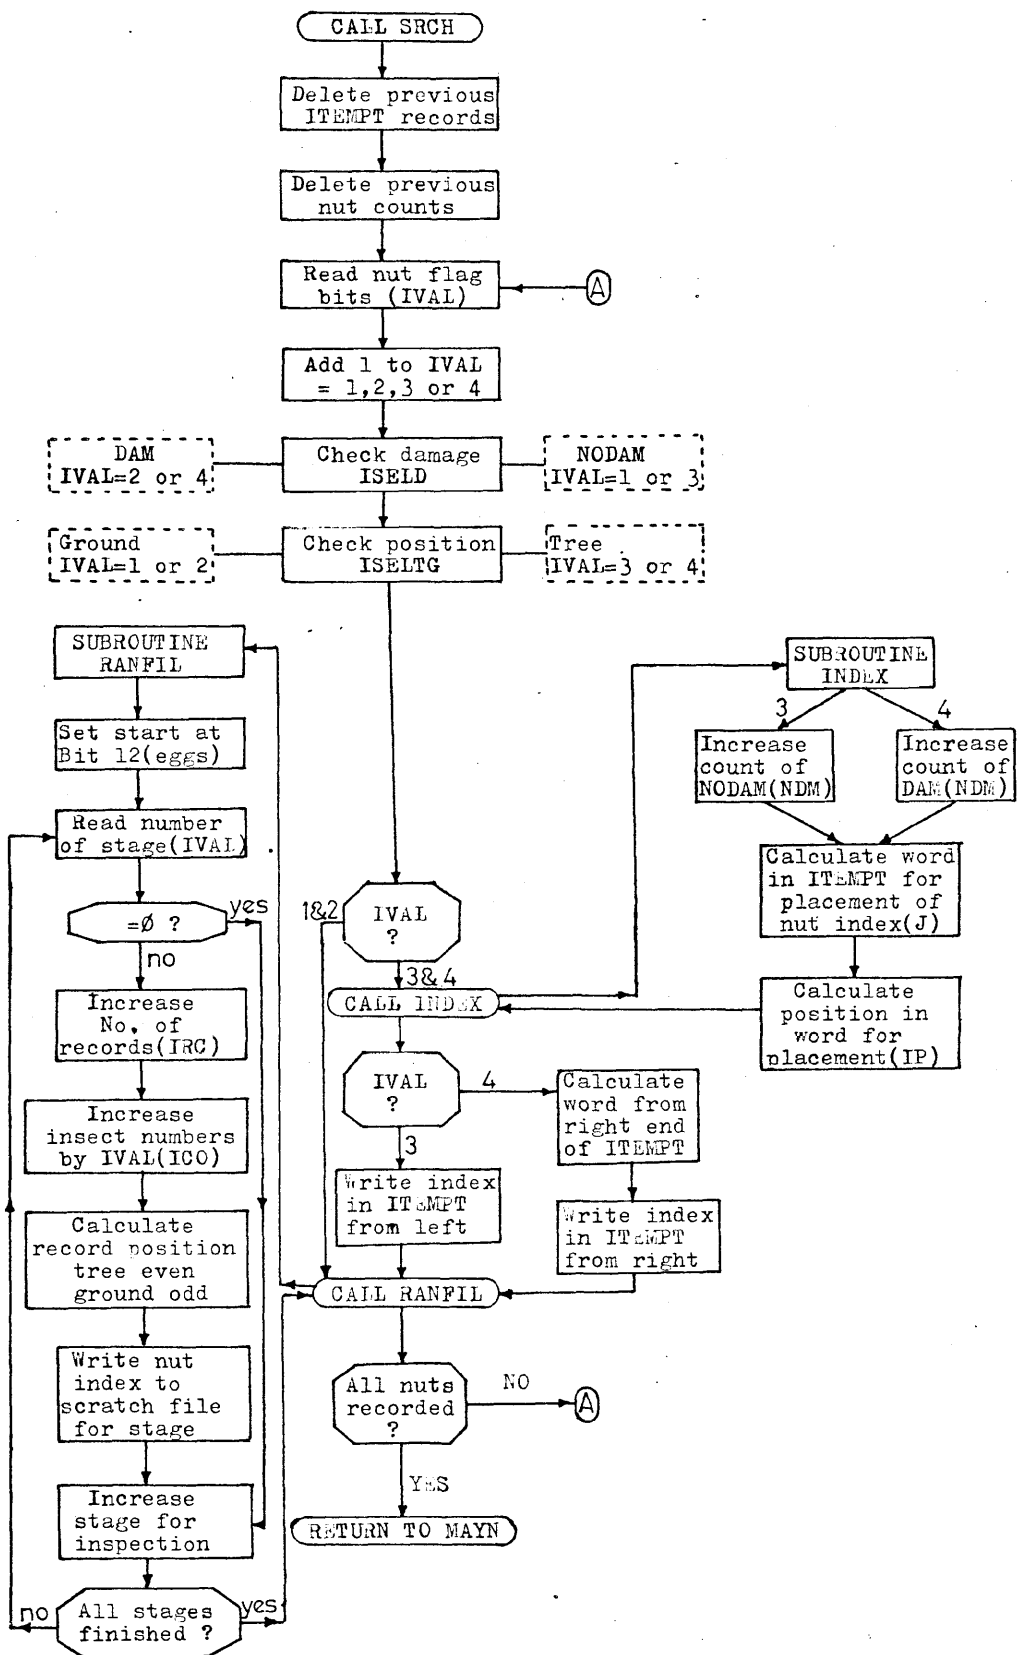 CALL SRCH
Delete previous
ITEMPT records
Delete previous
nut counts
Read nut flag
bits (IVAL)
A
Add 1 to IVAL
= 1,2,3 or 4
DAM
IVAL=2 or 4
Check damage
ISELD
NODAM
IVAL=1 or 3
Ground
IVAL=1 or 2
Check position
ISELTG
Tree
IVAL=3 or 4
SUBROUTINE
RANFIL
Set start at
Bit 12(eggs)
Read number
of stage(IVAL)
=Ø ?
yes
no
Increase
No. of
records(IRC)
Increase
insect numbers
by IVAL(ICO)
Calculate
record position
tree even
ground odd
Write nut
index to
scratch file
for stage
Increase
stage for
inspection
All stages
finished ?
no
yes
IVAL
?
1&2
3&4
CALL INDEX
SUBROUTINE
INDEX
3
4
Increase
count of
NODAM(NDM)
Increase
count of
DAM(NDM)
Calculate word
in ITEMPT for
placement of
nut index(J)
Calculate
position in
word for
placement(IP)
IVAL
?
4
3
Calculate
word from
right end
of ITEMPT
Write index
in ITEMPT
from left
Write index
in ITEMPT
from right
CALL RANFIL
All nuts
recorded
?
NO
A
YES
RETURN TO MAYN